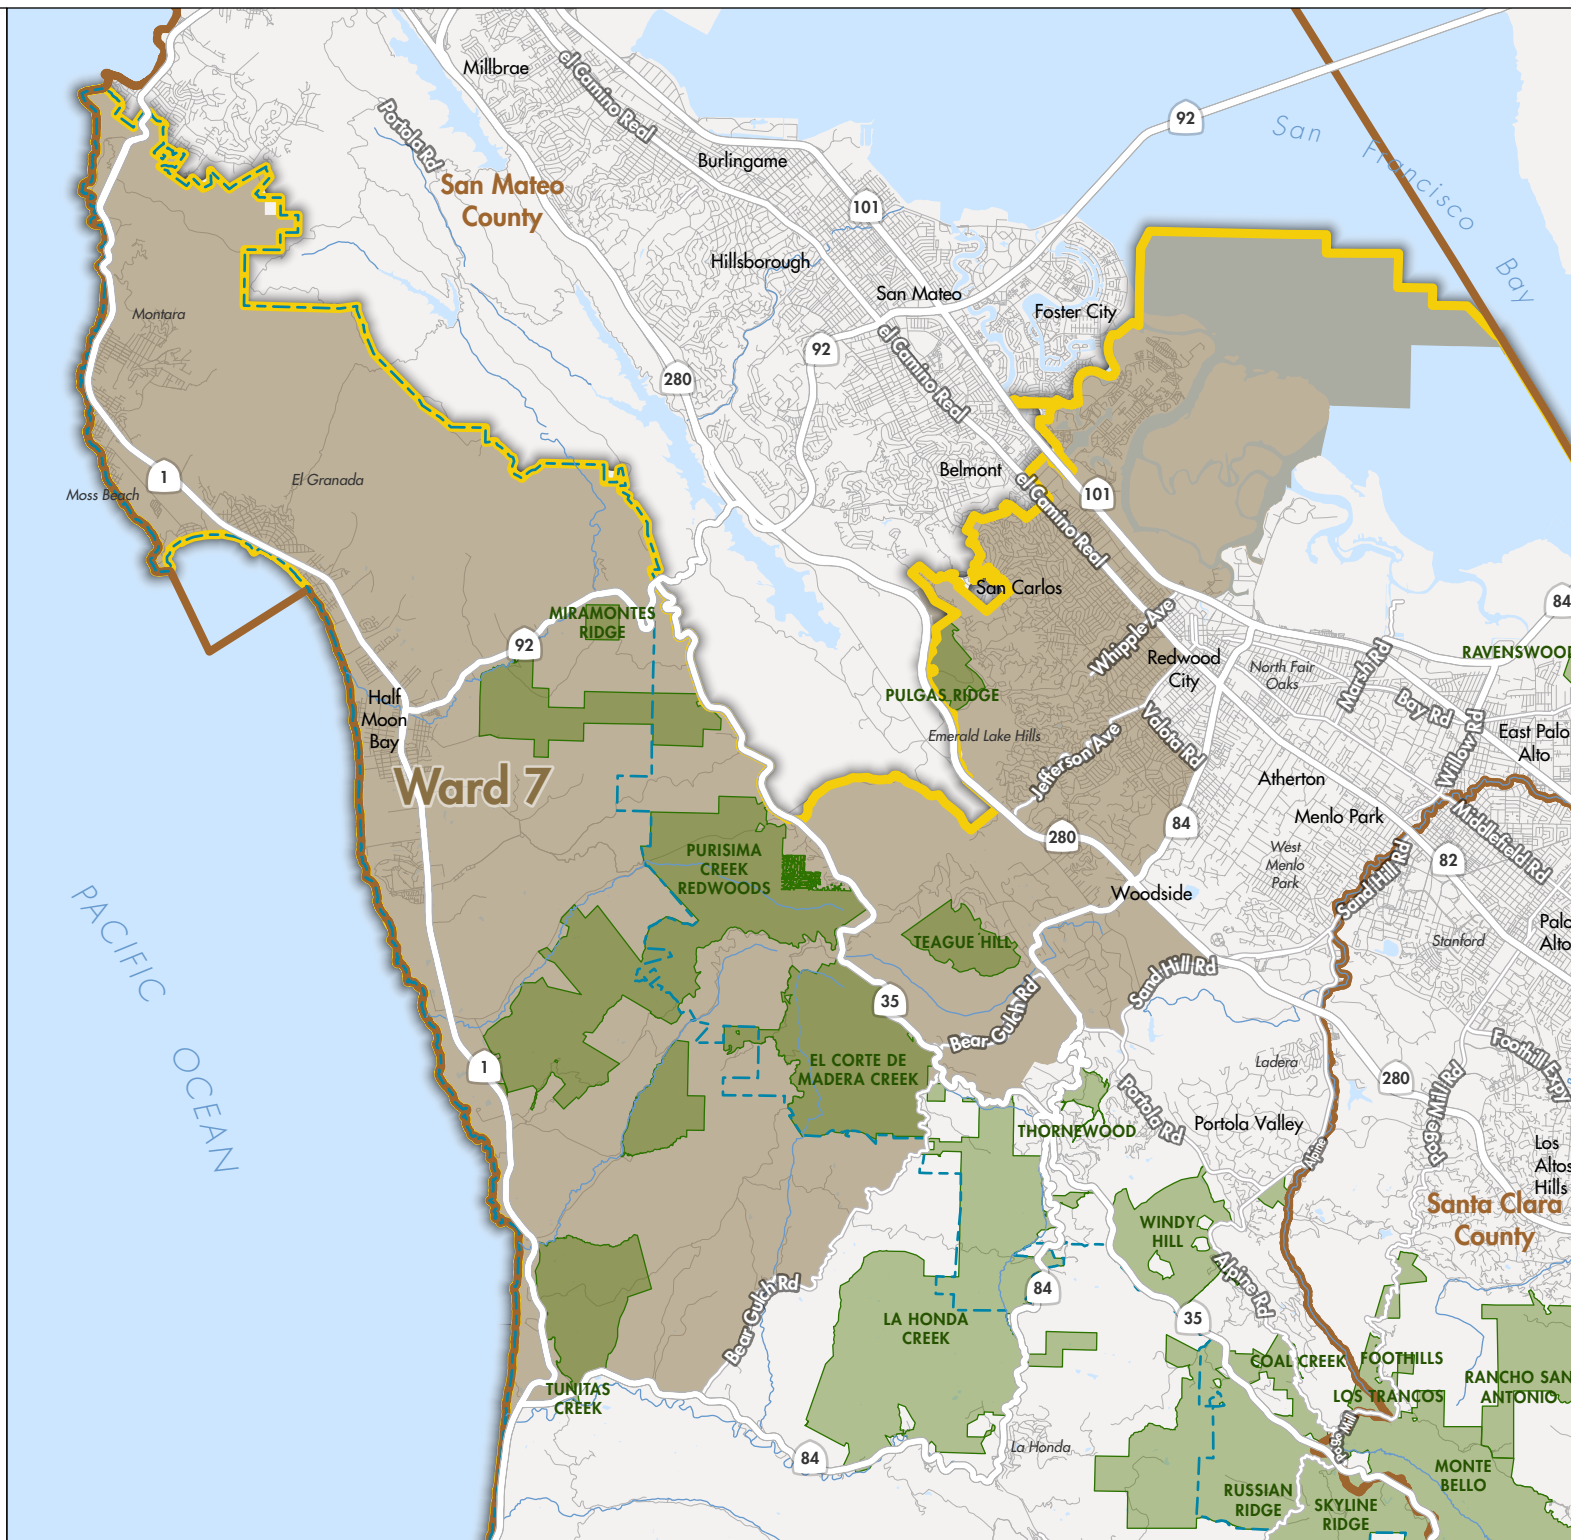 Millbrae
el Camino Real
92
San Francisco Bay
Portola Rd
Burlingame
San Mateo
County
101
Hillsborough
San Mateo
Foster City
Montara
92
el Camino Real
280
Belmont
El Granada
1
Moss Beach
101
el Camino Real
San Carlos
84
MIRAMONTES
RIDGE
92
Whipple Ave
Redwood
City
North Fair
Oaks
Marsh Rd
RAVENSWOOD
Half
Moon
Bay
PULGAS RIDGE
Emerald Lake Hills
Jefferson Ave
Valota Rd
Bay Rd
Willow Rd
East Palo
Alto
Ward 7
Atherton
Menlo Park
Middlefield Rd
280
84
West
Menlo
Park
82
PURISIMA
CREEK
REDWOODS
Woodside
Sand Hill Rd
PACIFIC
OCEAN
TEAGUE HILL
Stanford
Palo
Alto
Sand Hill Rd
35
Bear Gulch Rd
1
EL CORTE DE
MADERA CREEK
Ladera
280
Foothill Expy
Page Mill Rd
Portola Rd
THORNEWOOD
Portola Valley
Alpine
Los
Altos
Hills
Santa Clara
County
WINDY
HILL
Alpine Rd
84
35
Bear Gulch Rd
LA HONDA
CREEK
COAL CREEK
FOOTHILLS
TUNITAS
CREEK
LOS TRANCOS
RANCHO SAN
ANTONIO
Page Mill
Rd
La Honda
84
MONTE
BELLO
RUSSIAN
RIDGE
SKYLINE
RIDGE